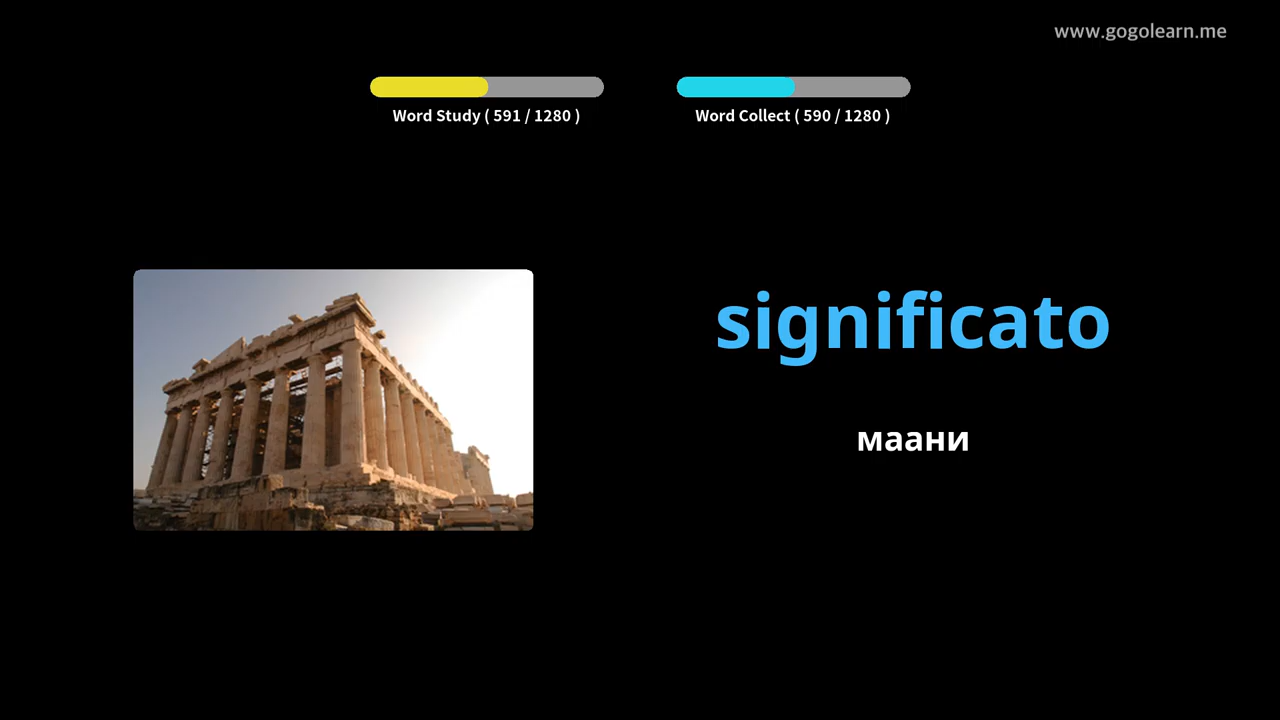 www.gogolearn.me
Word Study ( 591 / 1280 )
Word Collect ( 590 / 1280 )
significato
маани